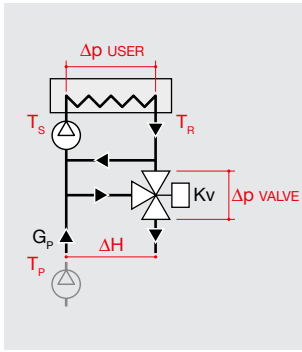 Δp USER
T_S
T_R
Kv
Δp VALVE
G_P
ΔH
T_P